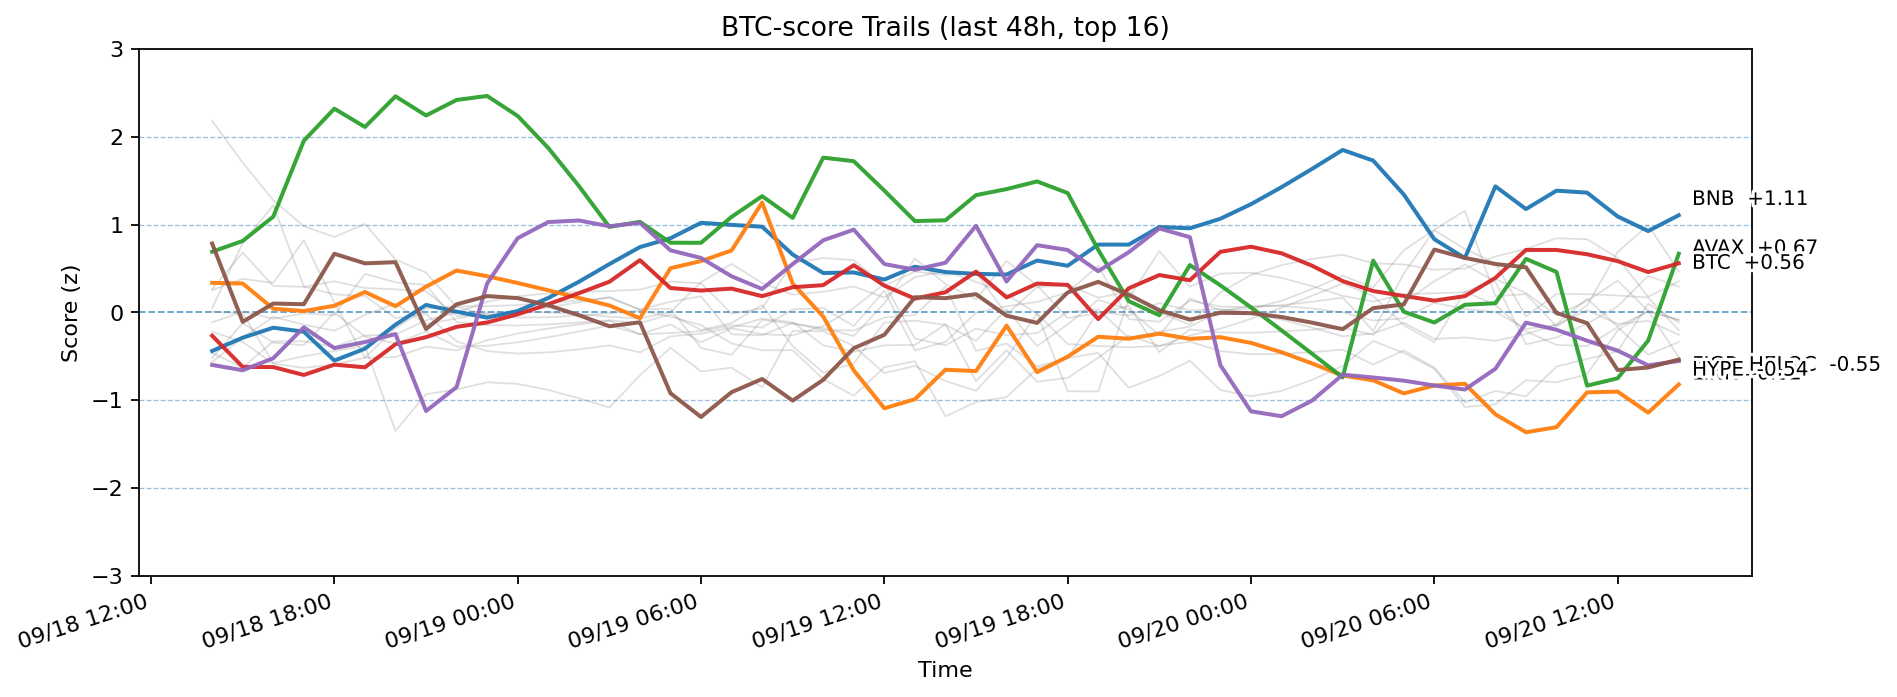 BTC-score Trails (last 48h, top 16)
3
2
1
0
−1
−2
−3
Score (z)
BNB +1.11
AVAX +0.67
BTC +0.56
-0.55
HYPE -0.54
09/18 12:00
09/18 18:00
09/19 00:00
09/19 06:00
09/19 12:00
09/19 18:00
09/20 00:00
09/20 06:00
09/20 12:00
Time